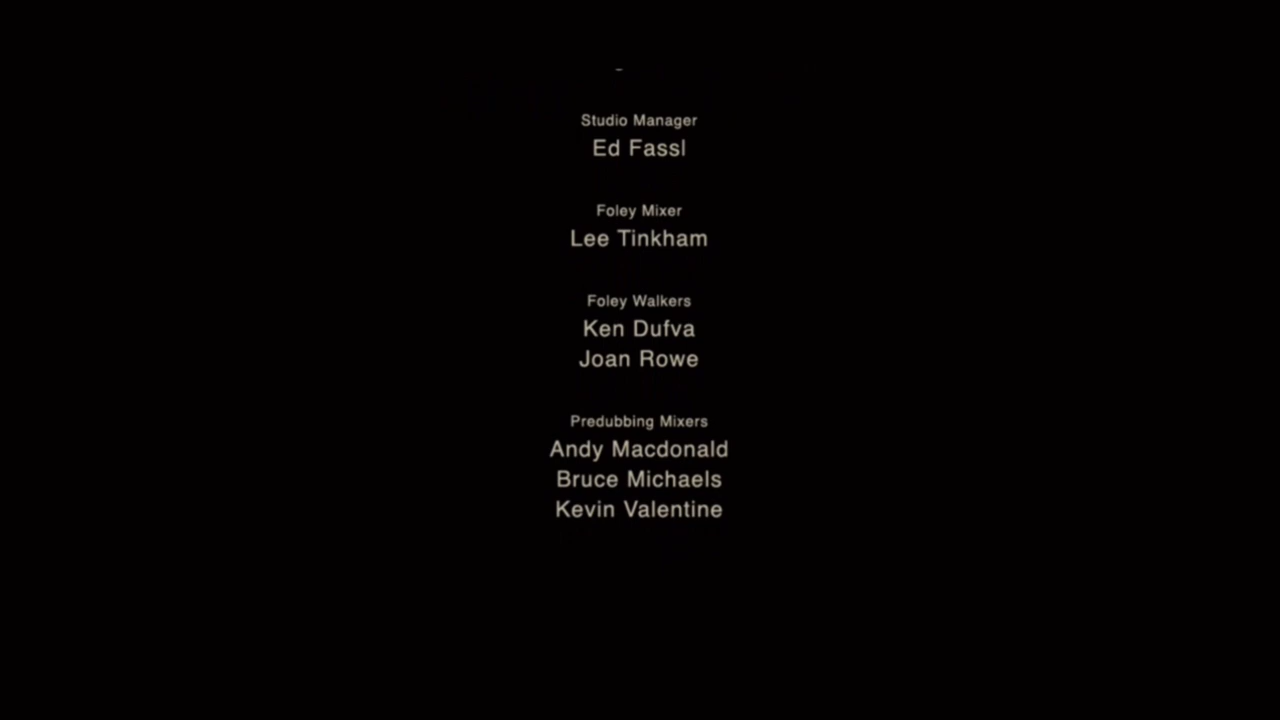 Studio Manager
Ed Fassl
Foley Mixer
Lee Tinkham
Foley Walkers
Ken Dufva
Joan Rowe
Predubbing Mixers
Andy Macdonald
Bruce Michaels
Kevin Valentine